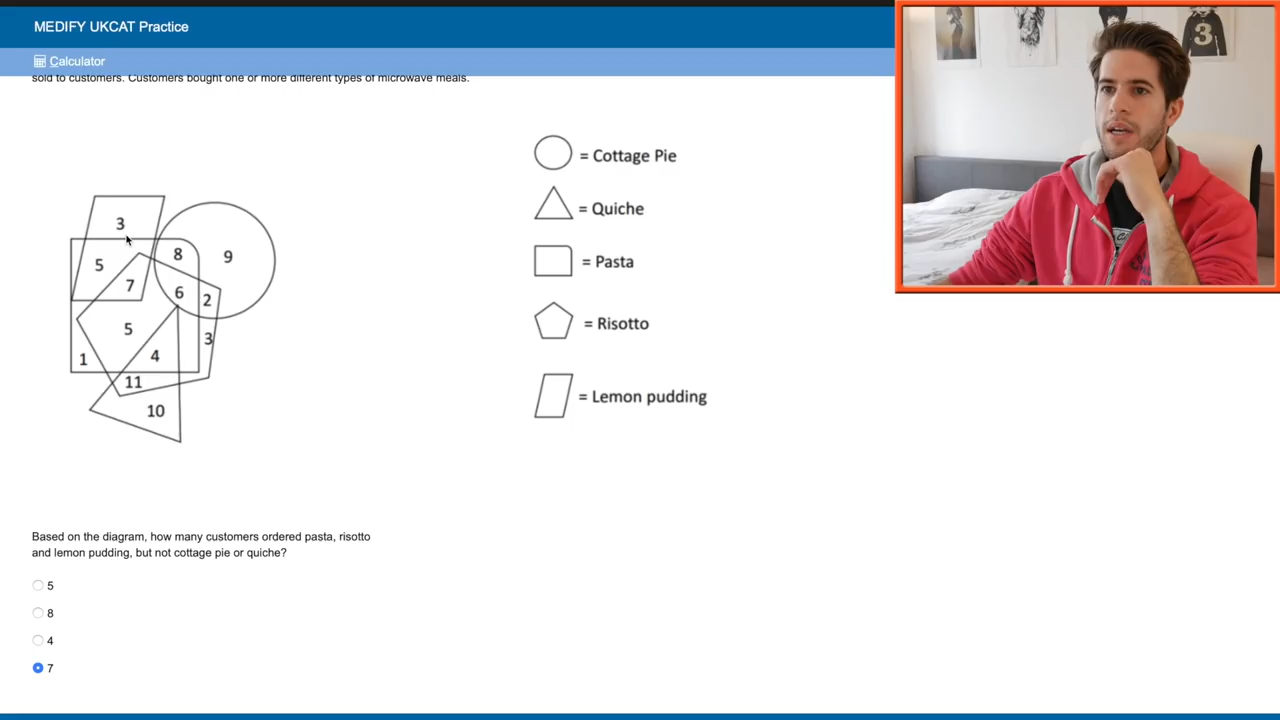 MEDIFY UKCAT Practice
Calculator
sold to customers. Customers bought one or more different types of microwave meals.
3
= Cottage Pie
3
= Quiche
8
9
5
= Pasta
7
6
2
5
= Risotto
3
1
4
11
= Lemon pudding
10
Based on the diagram, how many customers ordered pasta, risotto
and lemon pudding, but not cottage pie or quiche?
5
8
4
7